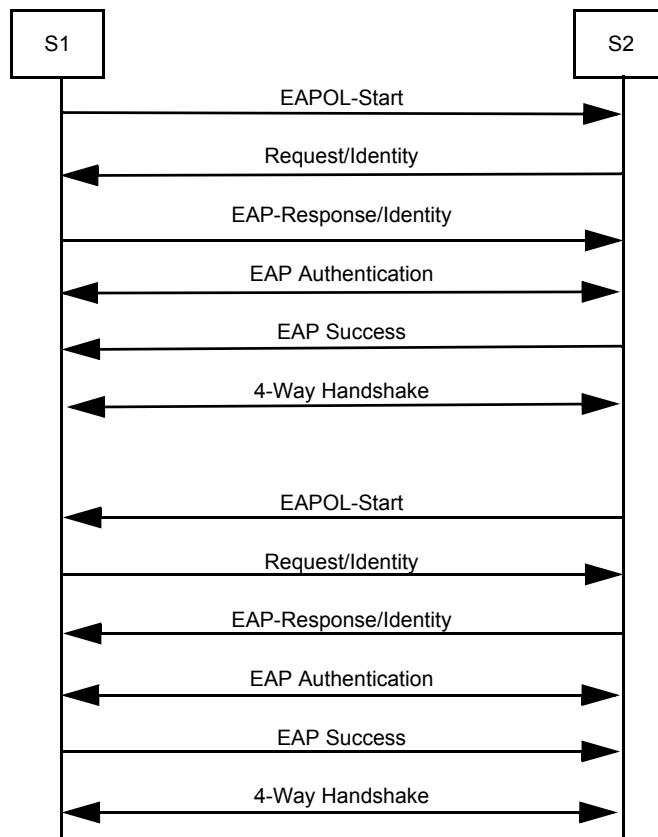 S1
S2
EAPOL-Start
Request/Identity
EAP-Response/Identity
EAP Authentication
EAP Success
4-Way Handshake
EAPOL-Start
Request/Identity
EAP-Response/Identity
EAP Authentication
EAP Success
4-Way Handshake